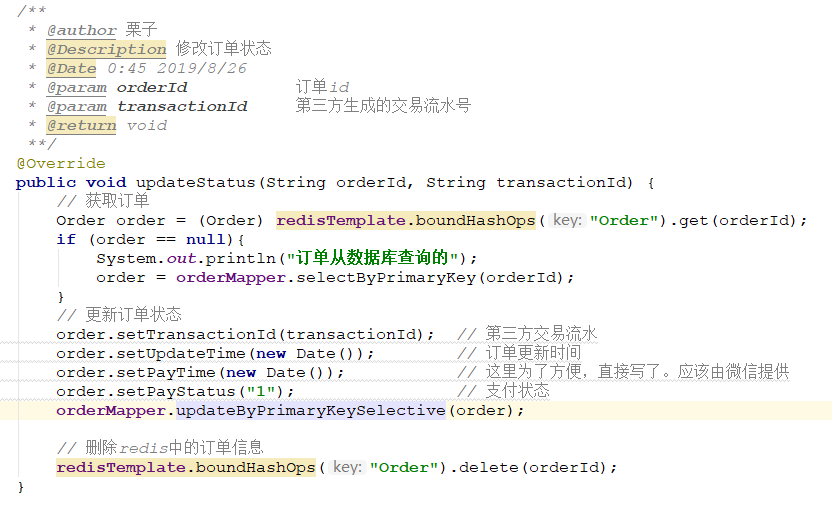 /**
 * @author 栗子
 * @Description 修改订单状态
 * @Date 0:45 2019/8/26
 * @param orderId 订单id
 * @param transactionId 第三方生成的交易流水号
 * @return void
 **/
@Override
public void updateStatus(String orderId, String transactionId) {
    // 获取订单
    Order order = (Order) redisTemplate.boundHashOps( key: "Order").get(orderId);
    if (order == null){
        System.out.println("订单从数据库查询的");
        order = orderMapper.selectByPrimaryKey(orderId);
    }
    // 更新订单状态
    order.setTransactionId(transactionId); // 第三方交易流水
    order.setUpdateTime(new Date()); // 订单更新时间
    order.setPayTime(new Date()); // 这里为了方便，直接写了。应该由微信提供
    order.setPayStatus("1"); // 支付状态
    orderMapper.updateByPrimaryKeySelective(order);
    // 删除redis中的订单信息
    redisTemplate.boundHashOps( key: "Order").delete(orderId);
}